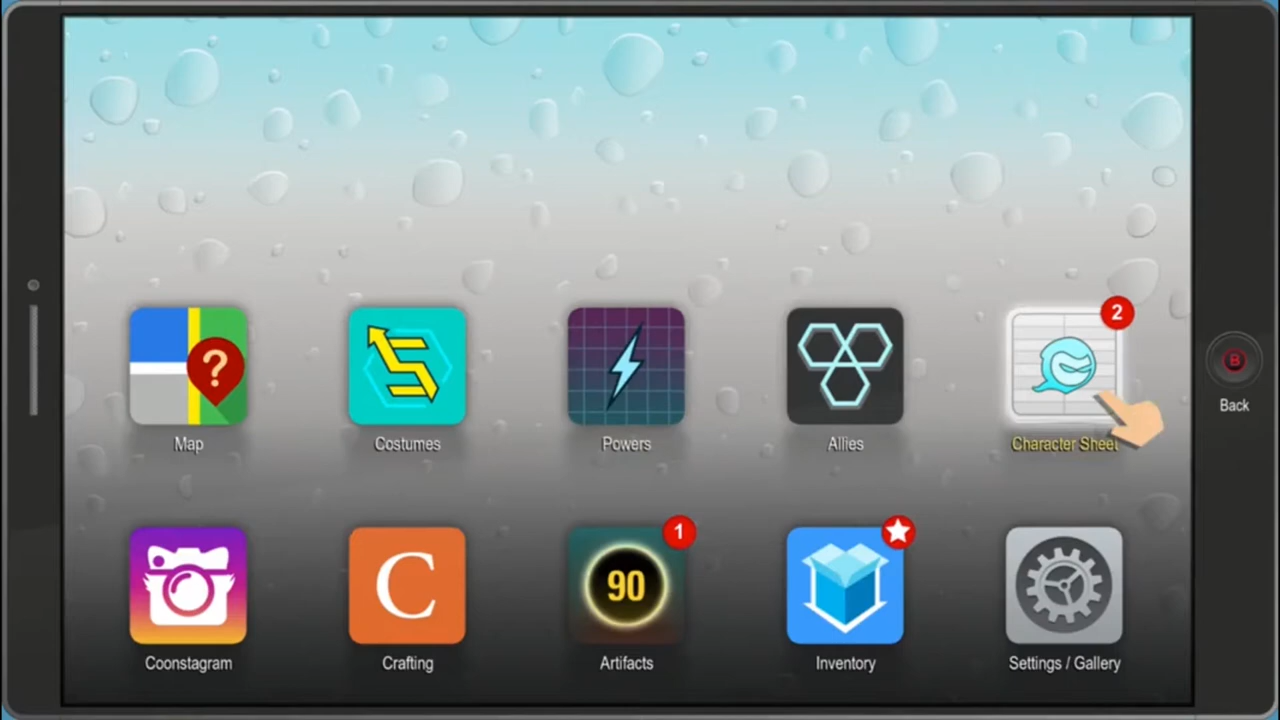 2
?
B
Map
Costumes
Powers
Allies
Character Sheet
Back
1
C
90
Coonstagram
Crafting
Artifacts
Inventory
Settings / Gallery